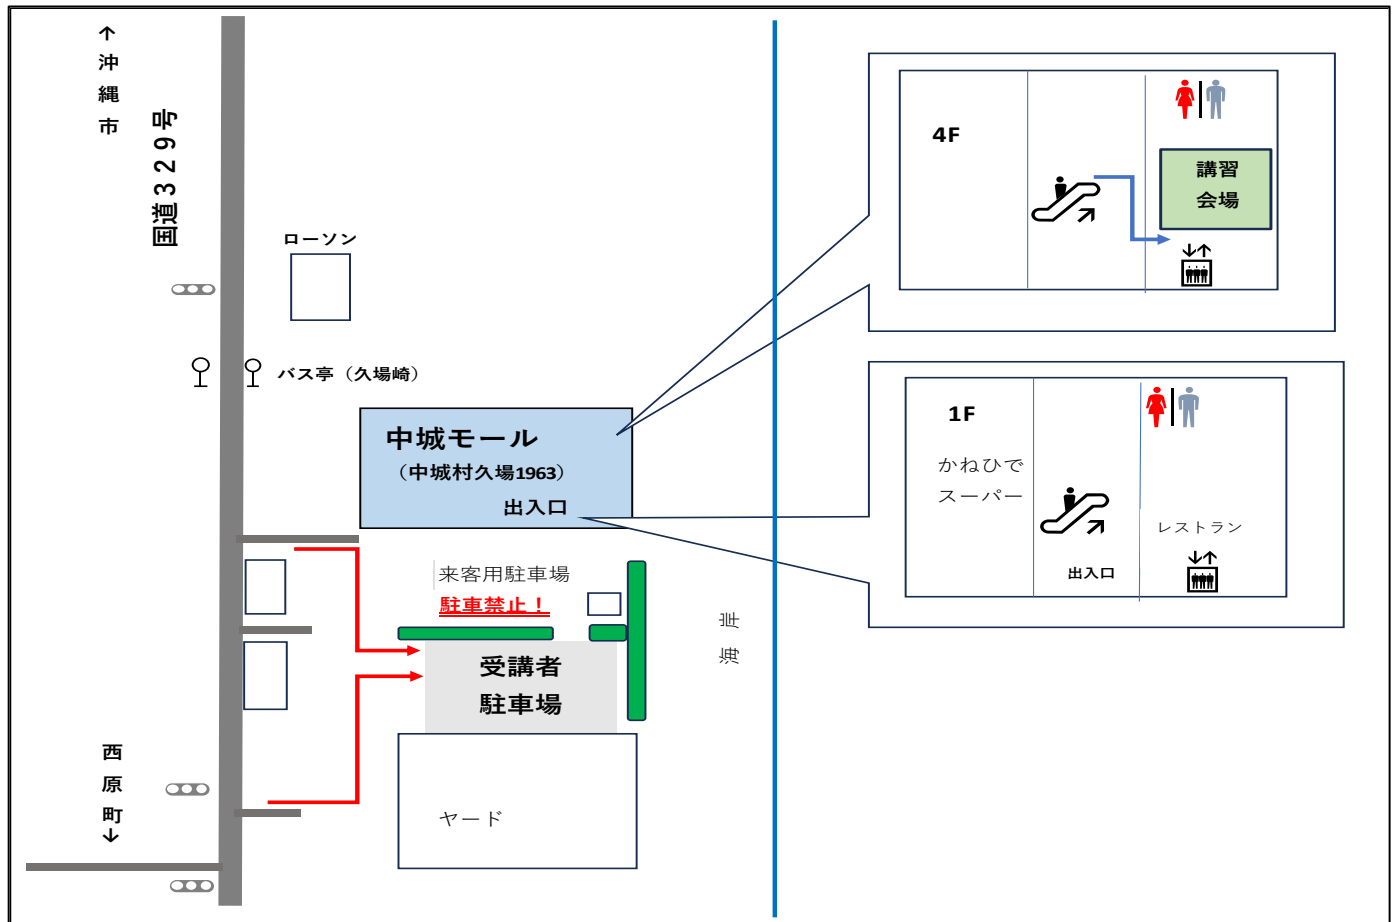 ↑沖縄市
国道３２９号
ローソン
バス亭（久場崎）
中城モール
（中城村久場1963）
出入口
来客用駐車場
駐車禁止！
受講者
駐車場
ヤード
西原町↓
海岸
4F
講習
会場
1F
かねひで
スーパー
レストラン
出入口